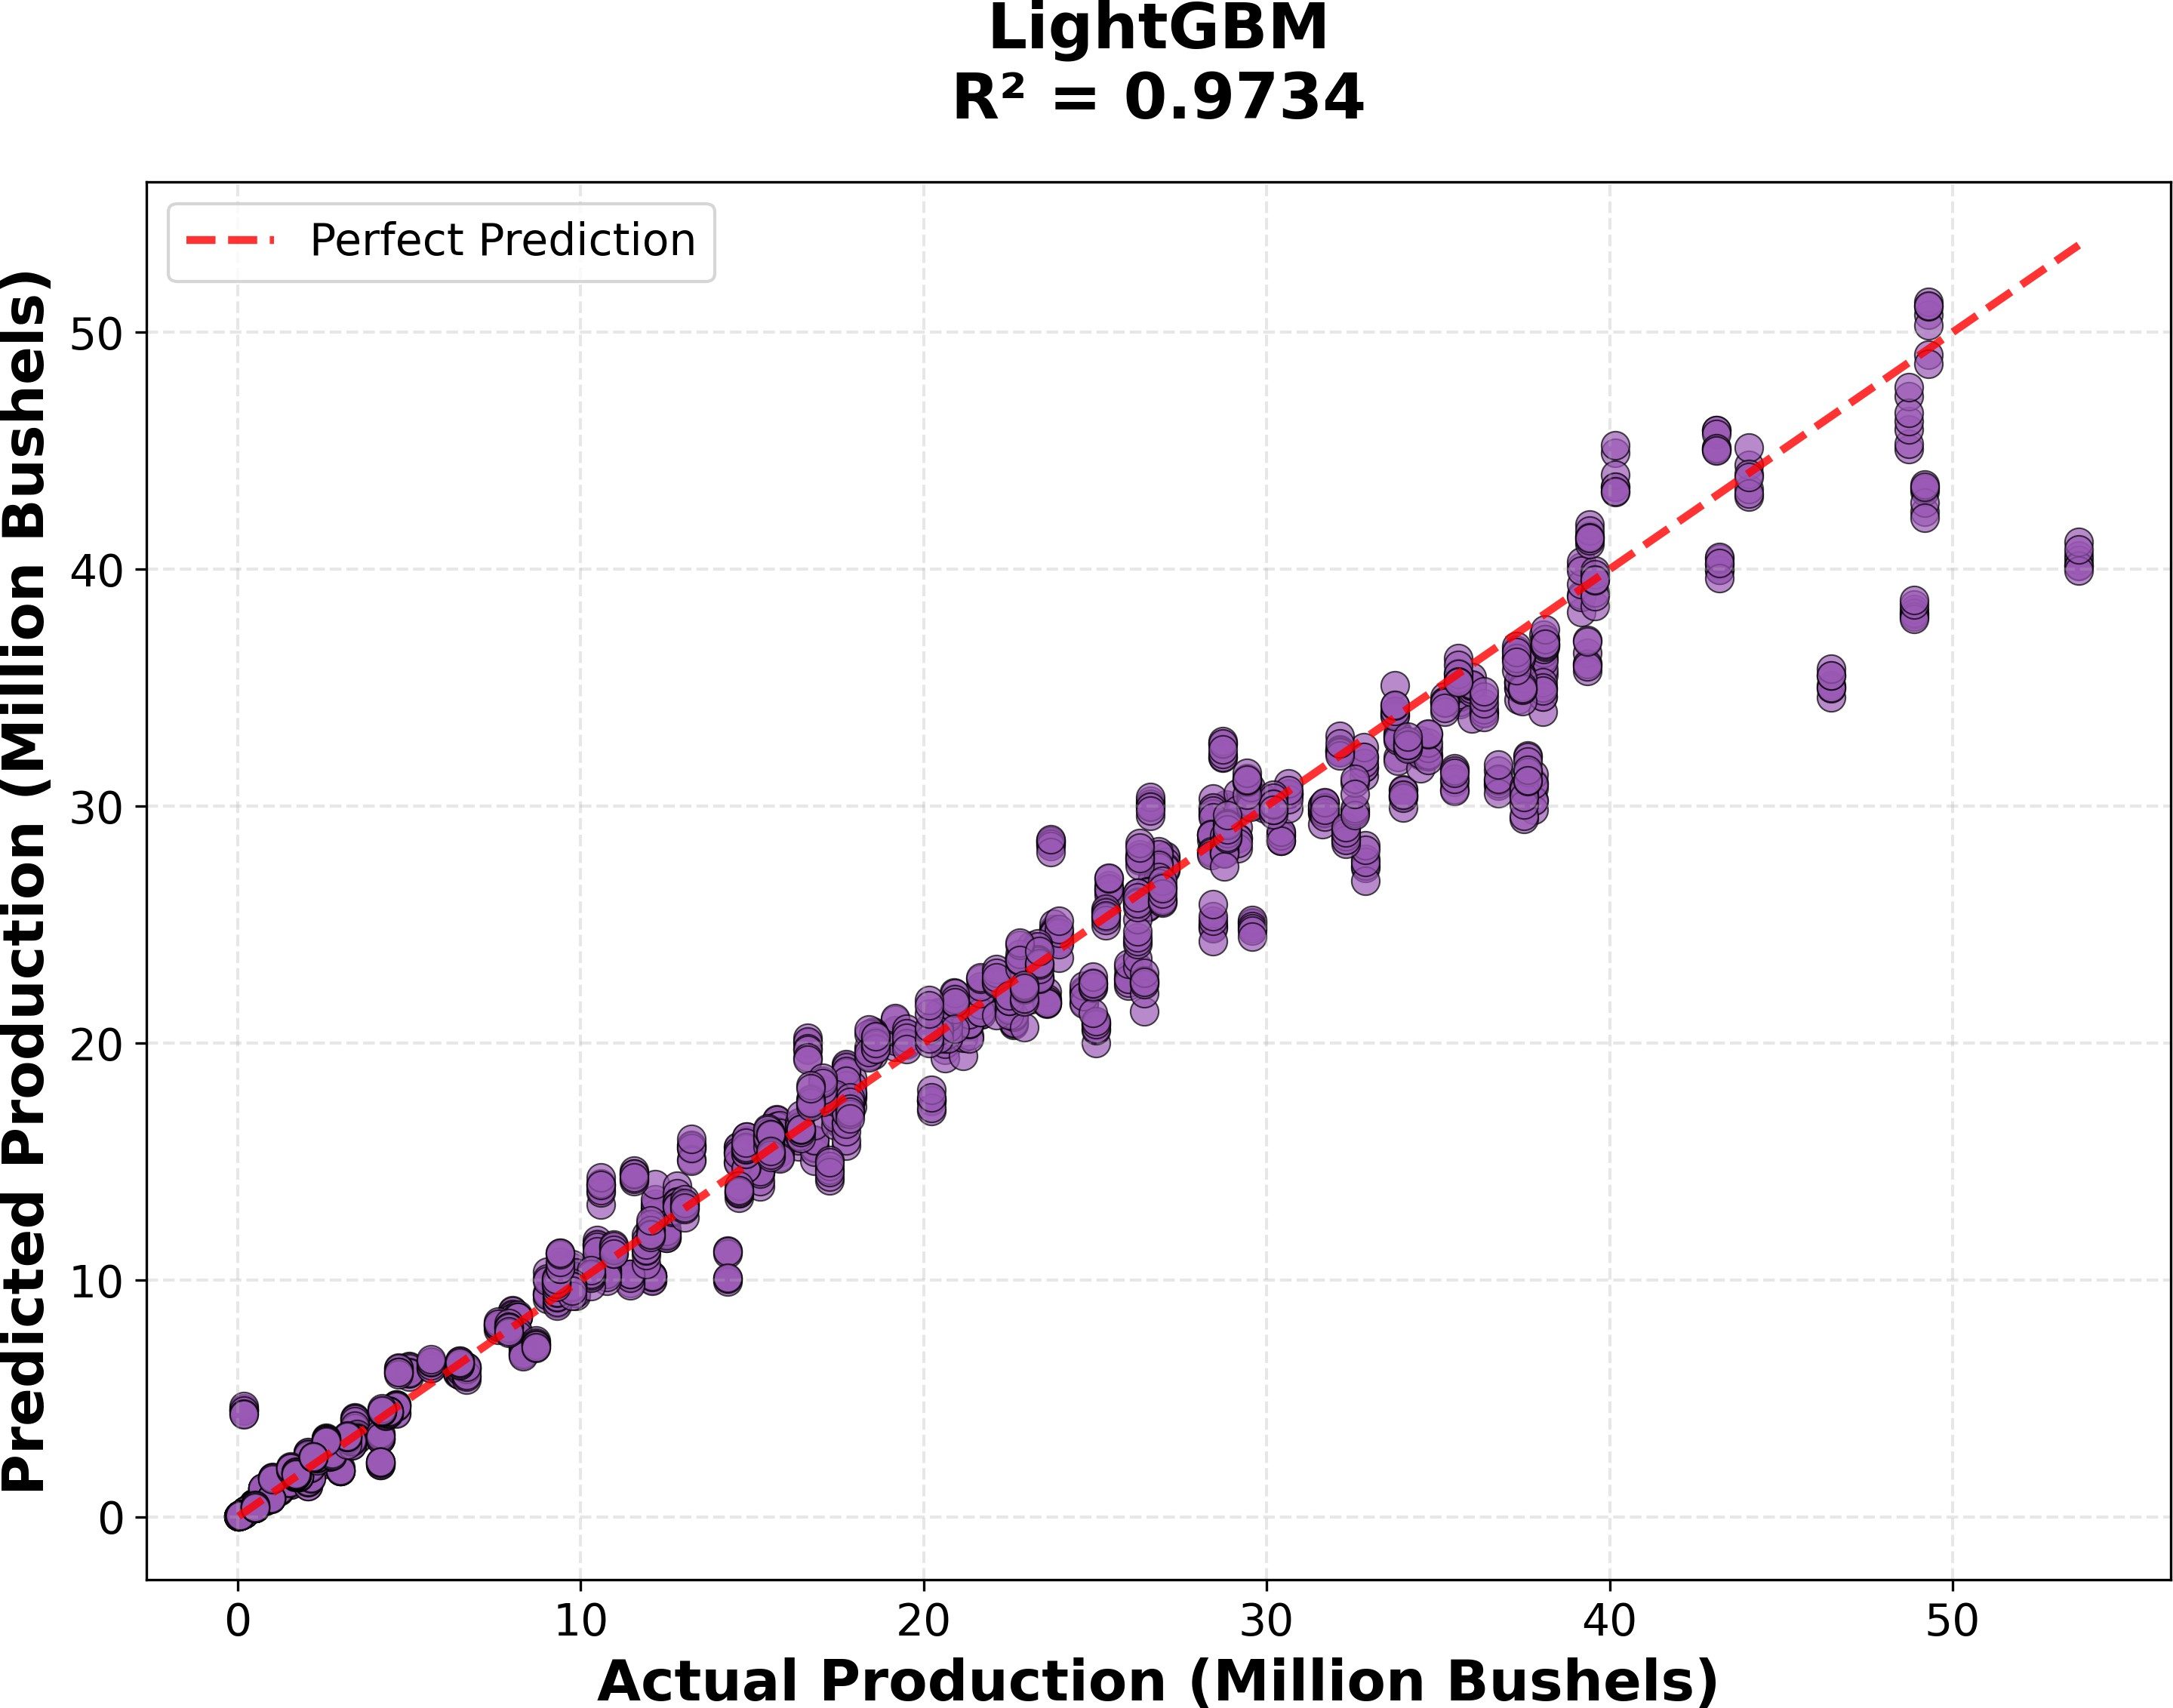 LightGBM
R² = 0.9734
Perfect Prediction
Predicted Production (Million Bushels)
50
40
30
20
10
0
0 10 20 30 40 50
Actual Production (Million Bushels)